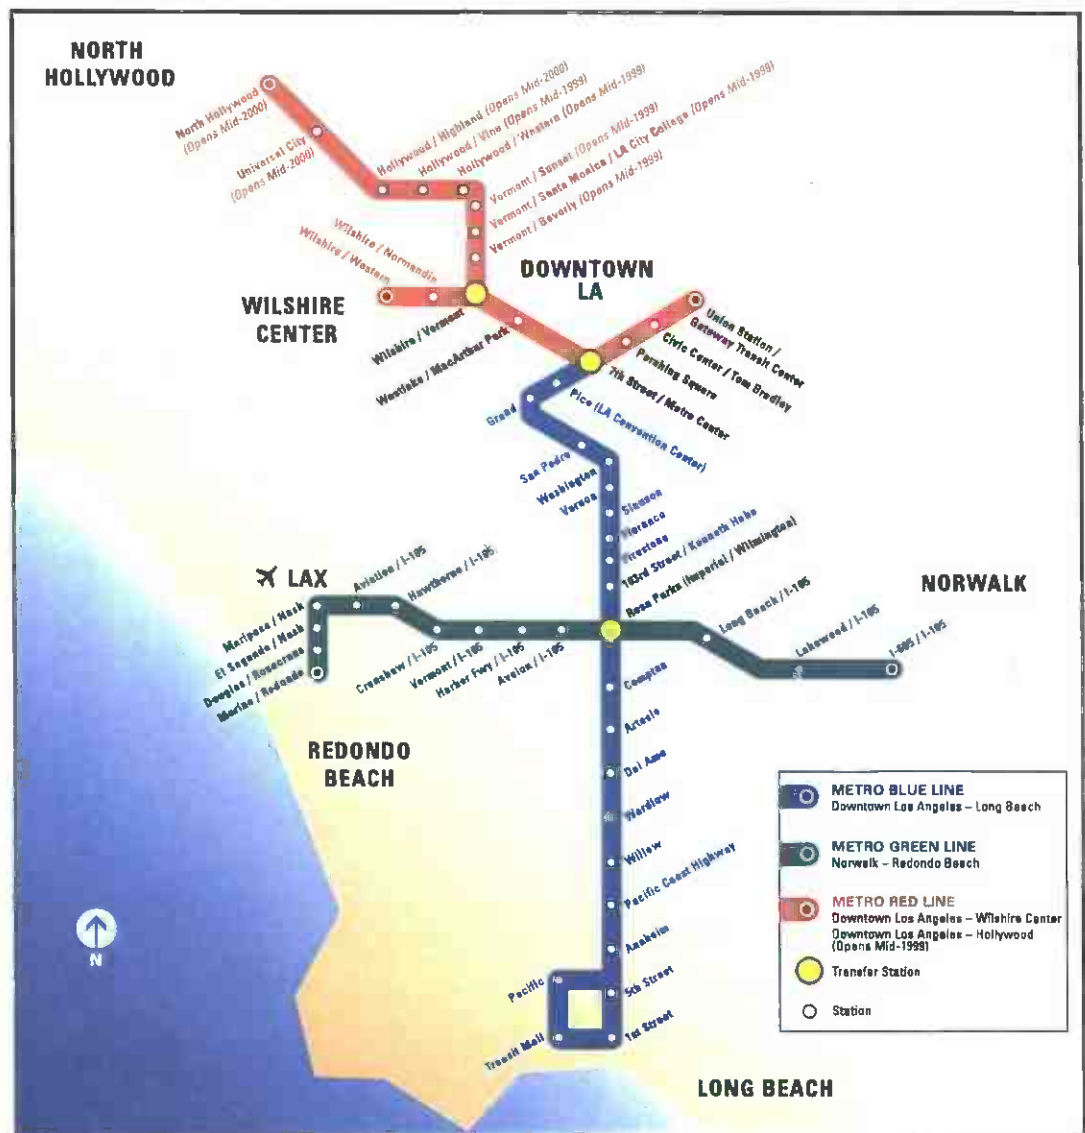 NORTH
HOLLYWOOD
North Hollywood
(Opens Mid-2000)
Universal City
(Opens Mid-2000)
Hollywood / Highland (Opens Mid-2000)
Hollywood / Vine (Opens Mid-1999)
Hollywood / Western (Opens Mid-1999)
Vermont / Sunset (Opens Mid-1999)
Vermont / Santa Monica / LA City College (Opens Mid-1999)
Vermont / Beverly (Opens Mid-1999)
Wilshire / Normandie
Wilshire / Western
WILSHIRE
CENTER
DOWNTOWN
LA
Wilshire / Vermont
Westlake / MacArthur Park
Union Station /
Gateway Transit Center
Civic Center / Tom Bradley
Pershing Square
7th Street / Metro Center
Pico (LA Convention Center)
Grand
San Pedro
Washington
Vernon
Slauson
Florence
Firestone
103rd Street / Kenneth Hahn
Rosa Parks (Imperial / Wilmington)
LAX
Aviation / I-105
Hawthorne / I-105
Mariposa / Nash
El Segundo / Nash
Douglas / Rosecrans
Marine / Redondo
Crenshaw / I-105
Vermont / I-105
Harbor Fwy / I-105
Avalon / I-105
NORWALK
Long Beach / I-105
Lakewood / I-105
I-605 / I-105
REDONDO
BEACH
Compton
Artesia
Del Amo
Wardlow
Willow
Pacific Coast Highway
Anaheim
5th Street
1st Street
Pacific
Transit Mall
LONG BEACH
N
METRO BLUE LINE
Downtown Los Angeles – Long Beach
METRO GREEN LINE
Norwalk – Redondo Beach
METRO RED LINE
Downtown Los Angeles – Wilshire Center
Downtown Los Angeles – Hollywood
(Opens Mid-1999)
Transfer Station
Station